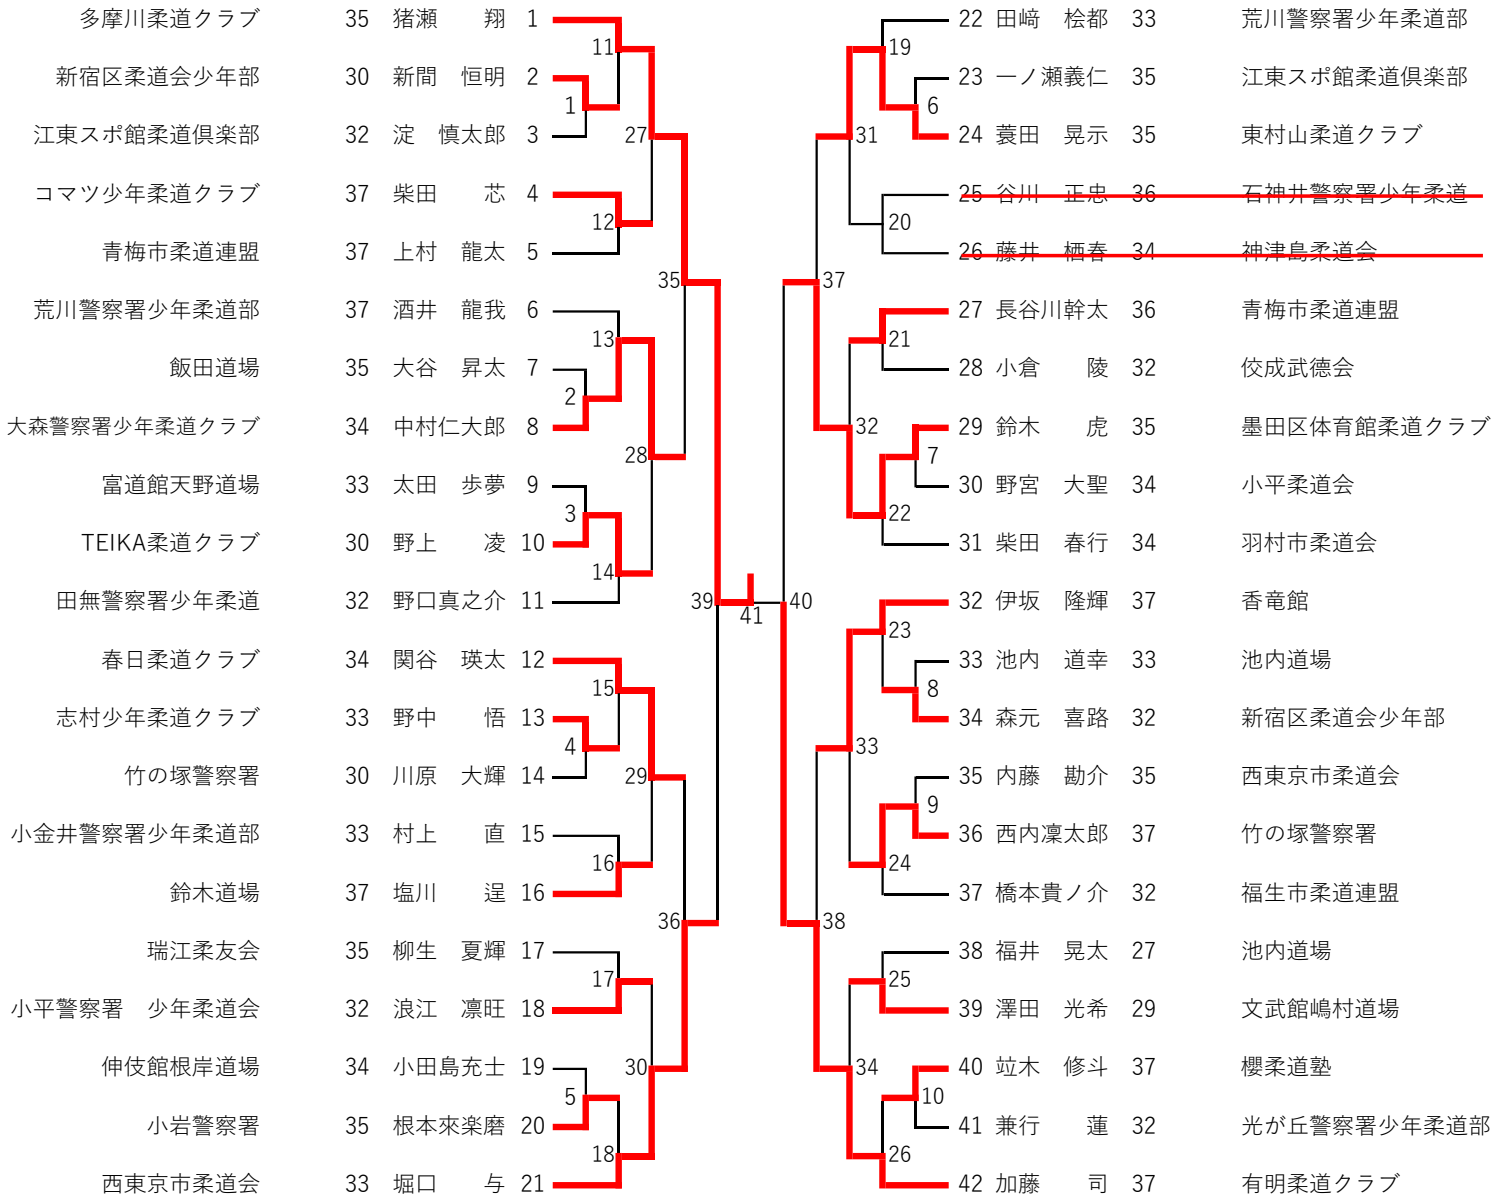 多摩川柔道クラブ 35 猪瀬　翔 1
22 田﨑　桧都 33 荒川警察署少年柔道部
11
19
新宿区柔道会少年部 30 新間　恒明 2
23 一ノ瀬義仁 35 江東スポ館柔道倶楽部
1
6
江東スポ館柔道倶楽部 32 淀　慎太郎 3
27
31
24 蓑田　晃示 35 東村山柔道クラブ
コマツ少年柔道クラブ 37 柴田　芯 4
25 谷川　正忠 36 石神井警察署少年柔道
12
20
青梅市柔道連盟 37 上村　龍太 5
26 藤井　栖春 34 神津島柔道会
35
37
荒川警察署少年柔道部 37 酒井　龍我 6
27 長谷川幹太 36 青梅市柔道連盟
13
21
飯田道場 35 大谷　昇太 7
28 小倉　陵 32 佼成武徳会
2
大森警察署少年柔道クラブ 34 中村仁大郎 8
32
29 鈴木　虎 35 墨田区体育館柔道クラブ
28
7
富道館天野道場 33 太田　歩夢 9
30 野宮　大聖 34 小平柔道会
3
22
TEIKA柔道クラブ 30 野上　凌 10
31 柴田　春行 34 羽村市柔道会
14
田無警察署少年柔道 32 野口真之介 11
39
41
40
32 伊坂　隆輝 37 香竜館
23
春日柔道クラブ 34 関谷　瑛太 12
33 池内　道幸 33 池内道場
15
8
志村少年柔道クラブ 33 野中　悟 13
34 森元　喜路 32 新宿区柔道会少年部
4
33
竹の塚警察署 30 川原　大輝 14
29
35 内藤　勘介 35 西東京市柔道会
9
小金井警察署少年柔道部 33 村上　直 15
36 西内凜太郎 37 竹の塚警察署
16
24
鈴木道場 37 塩川　逞 16
37 橋本貴ノ介 32 福生市柔道連盟
36
38
瑞江柔友会 35 柳生　夏輝 17
38 福井　晃太 27 池内道場
17
25
小平警察署　少年柔道会 32 浪江　凛旺 18
39 澤田　光希 29 文武館嶋村道場
伸伎館根岸道場 34 小田島充士 19
30
34
40 竝木　修斗 37 櫻柔道塾
5
10
小岩警察署 35 根本來楽磨 20
41 兼行　蓮 32 光が丘警察署少年柔道部
18
26
西東京市柔道会 33 堀口　与 21
42 加藤　司 37 有明柔道クラブ